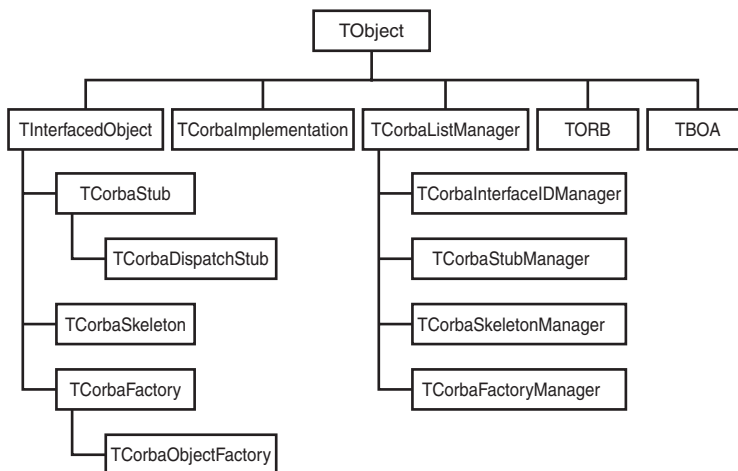 TObject
TInterfacedObject
TCorbaImplementation
TCorbaListManager
TORB
TBOA
TCorbaStub
TCorbaInterfaceIDManager
TCorbaDispatchStub
TCorbaStubManager
TCorbaSkeleton
TCorbaSkeletonManager
TCorbaFactory
TCorbaFactoryManager
TCorbaObjectFactory